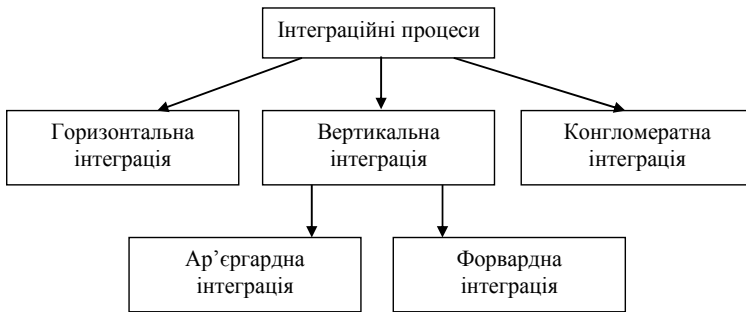 Інтеграційні процеси
Горизонтальна
інтеграція
Вертикальна
інтеграція
Конгломератна
інтеграція
Ар’єргардна
інтеграція
Форвардна
інтеграція